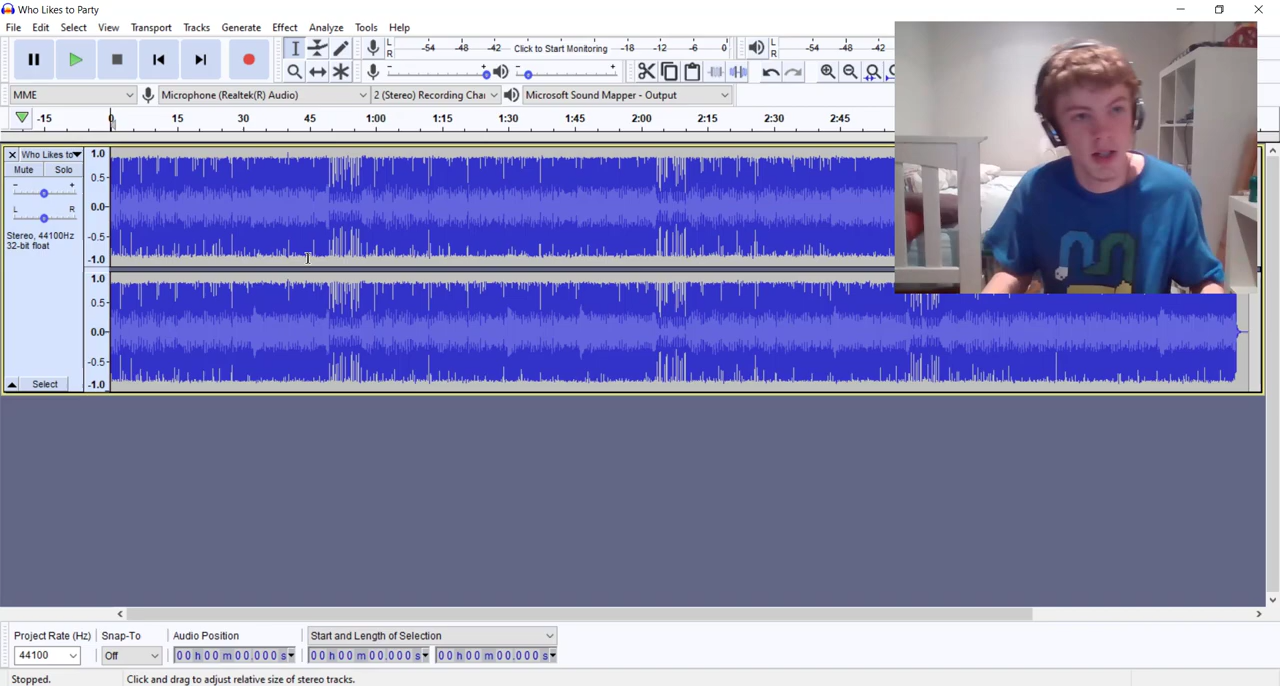 Who Likes to Party
File Edit Select View Transport Tracks Generate Effect Analyze Tools Help
L R -54 -48 -42 Click to Start Monitoring -18 -12 -6 0 L R -54 -48 -42
- + - +
MME Microphone (Realtek(R) Audio) 2 (Stereo) Recording Chai Microsoft Sound Mapper - Output
-15 0 15 30 45 1:00 1:15 1:30 1:45 2:00 2:15 2:30 2:45
Who Likes to 1.0
Mute Solo 0.5
- +
L R 0.0
Stereo, 44100Hz -0.5
32-bit float
-1.0
1.0
0.5
0.0
-0.5
Select -1.0
Project Rate (Hz) Snap-To Audio Position Start and Length of Selection
44100 Off 00 h 00 m 00.000 s 00 h 00 m 00.000 s 00 h 00 m 00.000 s
Stopped. Click and drag to adjust relative size of stereo tracks.